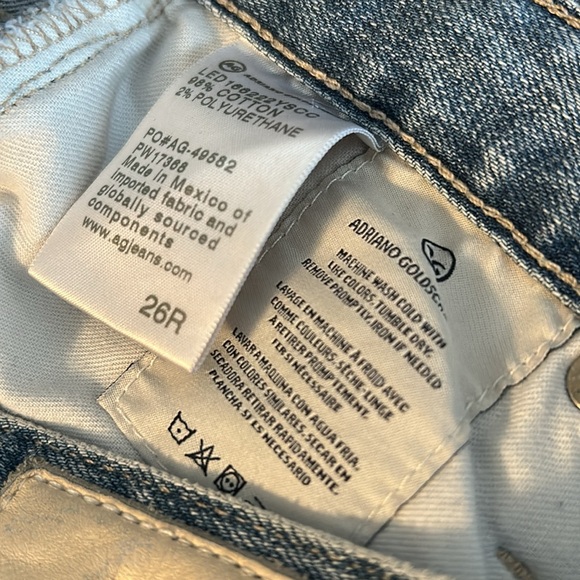 98% COTTON
2% POLYURETHANE
PO#AG-49582
PW17368
Made in Mexico of
imported fabric and
globally sourced
components
www.agjeans.com
26R
ADRIANO
MACHINE WASH COLD WITH
LIKE COLORS, TUMBLE DRY.
REMOVE PROMPTLY, IRON IF NEEDED
LAVAGE EN MACHINE À FROID AVEC
COMME COULEURS; SÈCHE, LINGE
A RETIRER PROMPTEMENT.
TER SI NÉCESSAIRE
LAVAR A MAQUINA CON AGUA FRIA,
CON COLORES SIMILARES, SECAR EN
SECADORA RETIRAR RAPIDAMENTE.
PLANCHA, SI ES NECESARIO